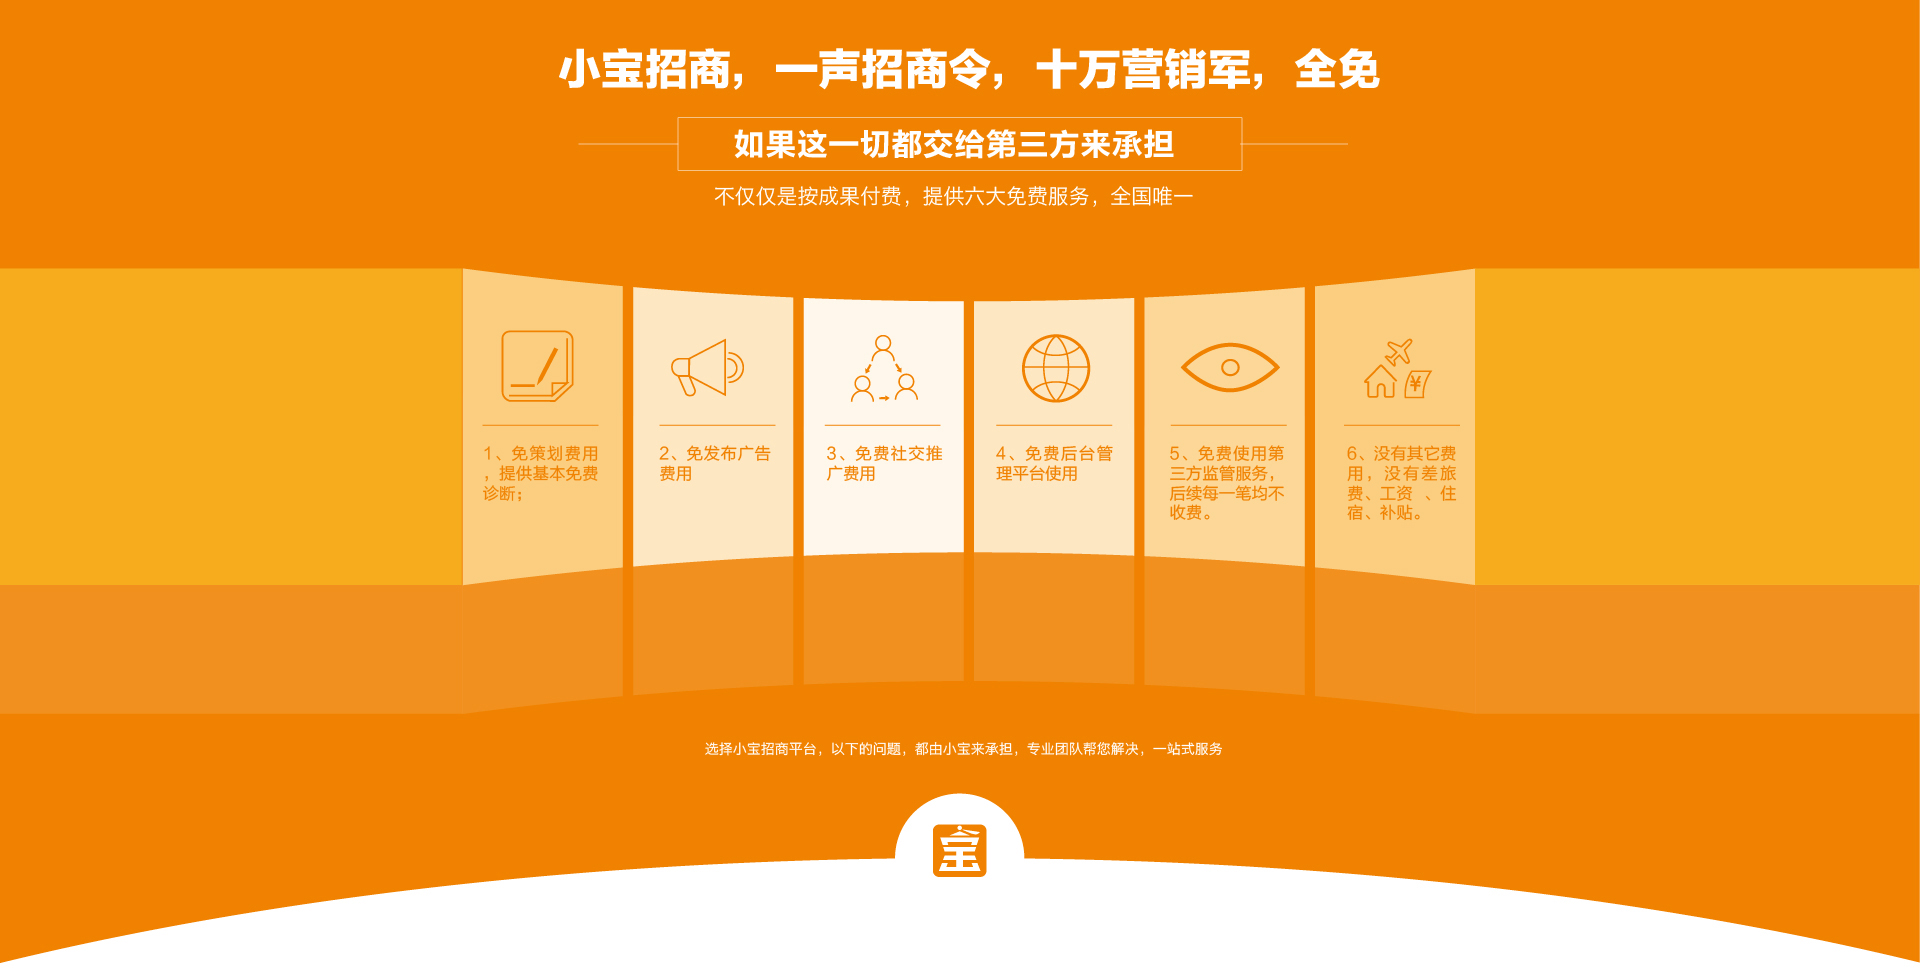 小宝招商，一声招商令，十万营销军，全免
如果这一切都交给第三方来承担
不仅仅是按成果付费，提供六大免费服务，全国唯一
1、免策划费用
，提供基本免费
诊断；
2、免发布广告
费用
3、免费社交推
广费用
4、免费后台管
理平台使用
5、免费使用第
三方监管服务，
后续每一笔均不
收费。
6、没有其它费
用，没有差旅
费、工资 、住
宿、补贴。
选择小宝招商平台，以下的问题，都由小宝来承担，专业团队帮您解决，一站式服务
宝